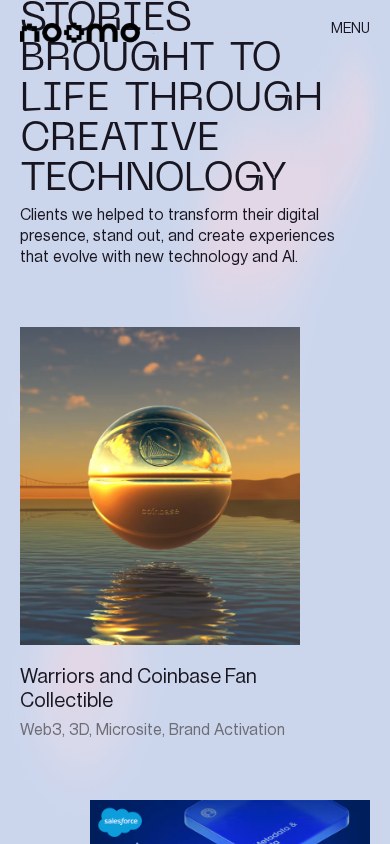 STORIES
noomo
MENU
BROUGHT TO
LIFE THROUGH
CREATIVE
TECHNOLOGY
Clients we helped to transform their digital
presence, stand out, and create experiences
that evolve with new technology and AI.
coinbase
Warriors and Coinbase Fan
Collectible
Web3, 3D, Microsite, Brand Activation
salesforce
Metadata &